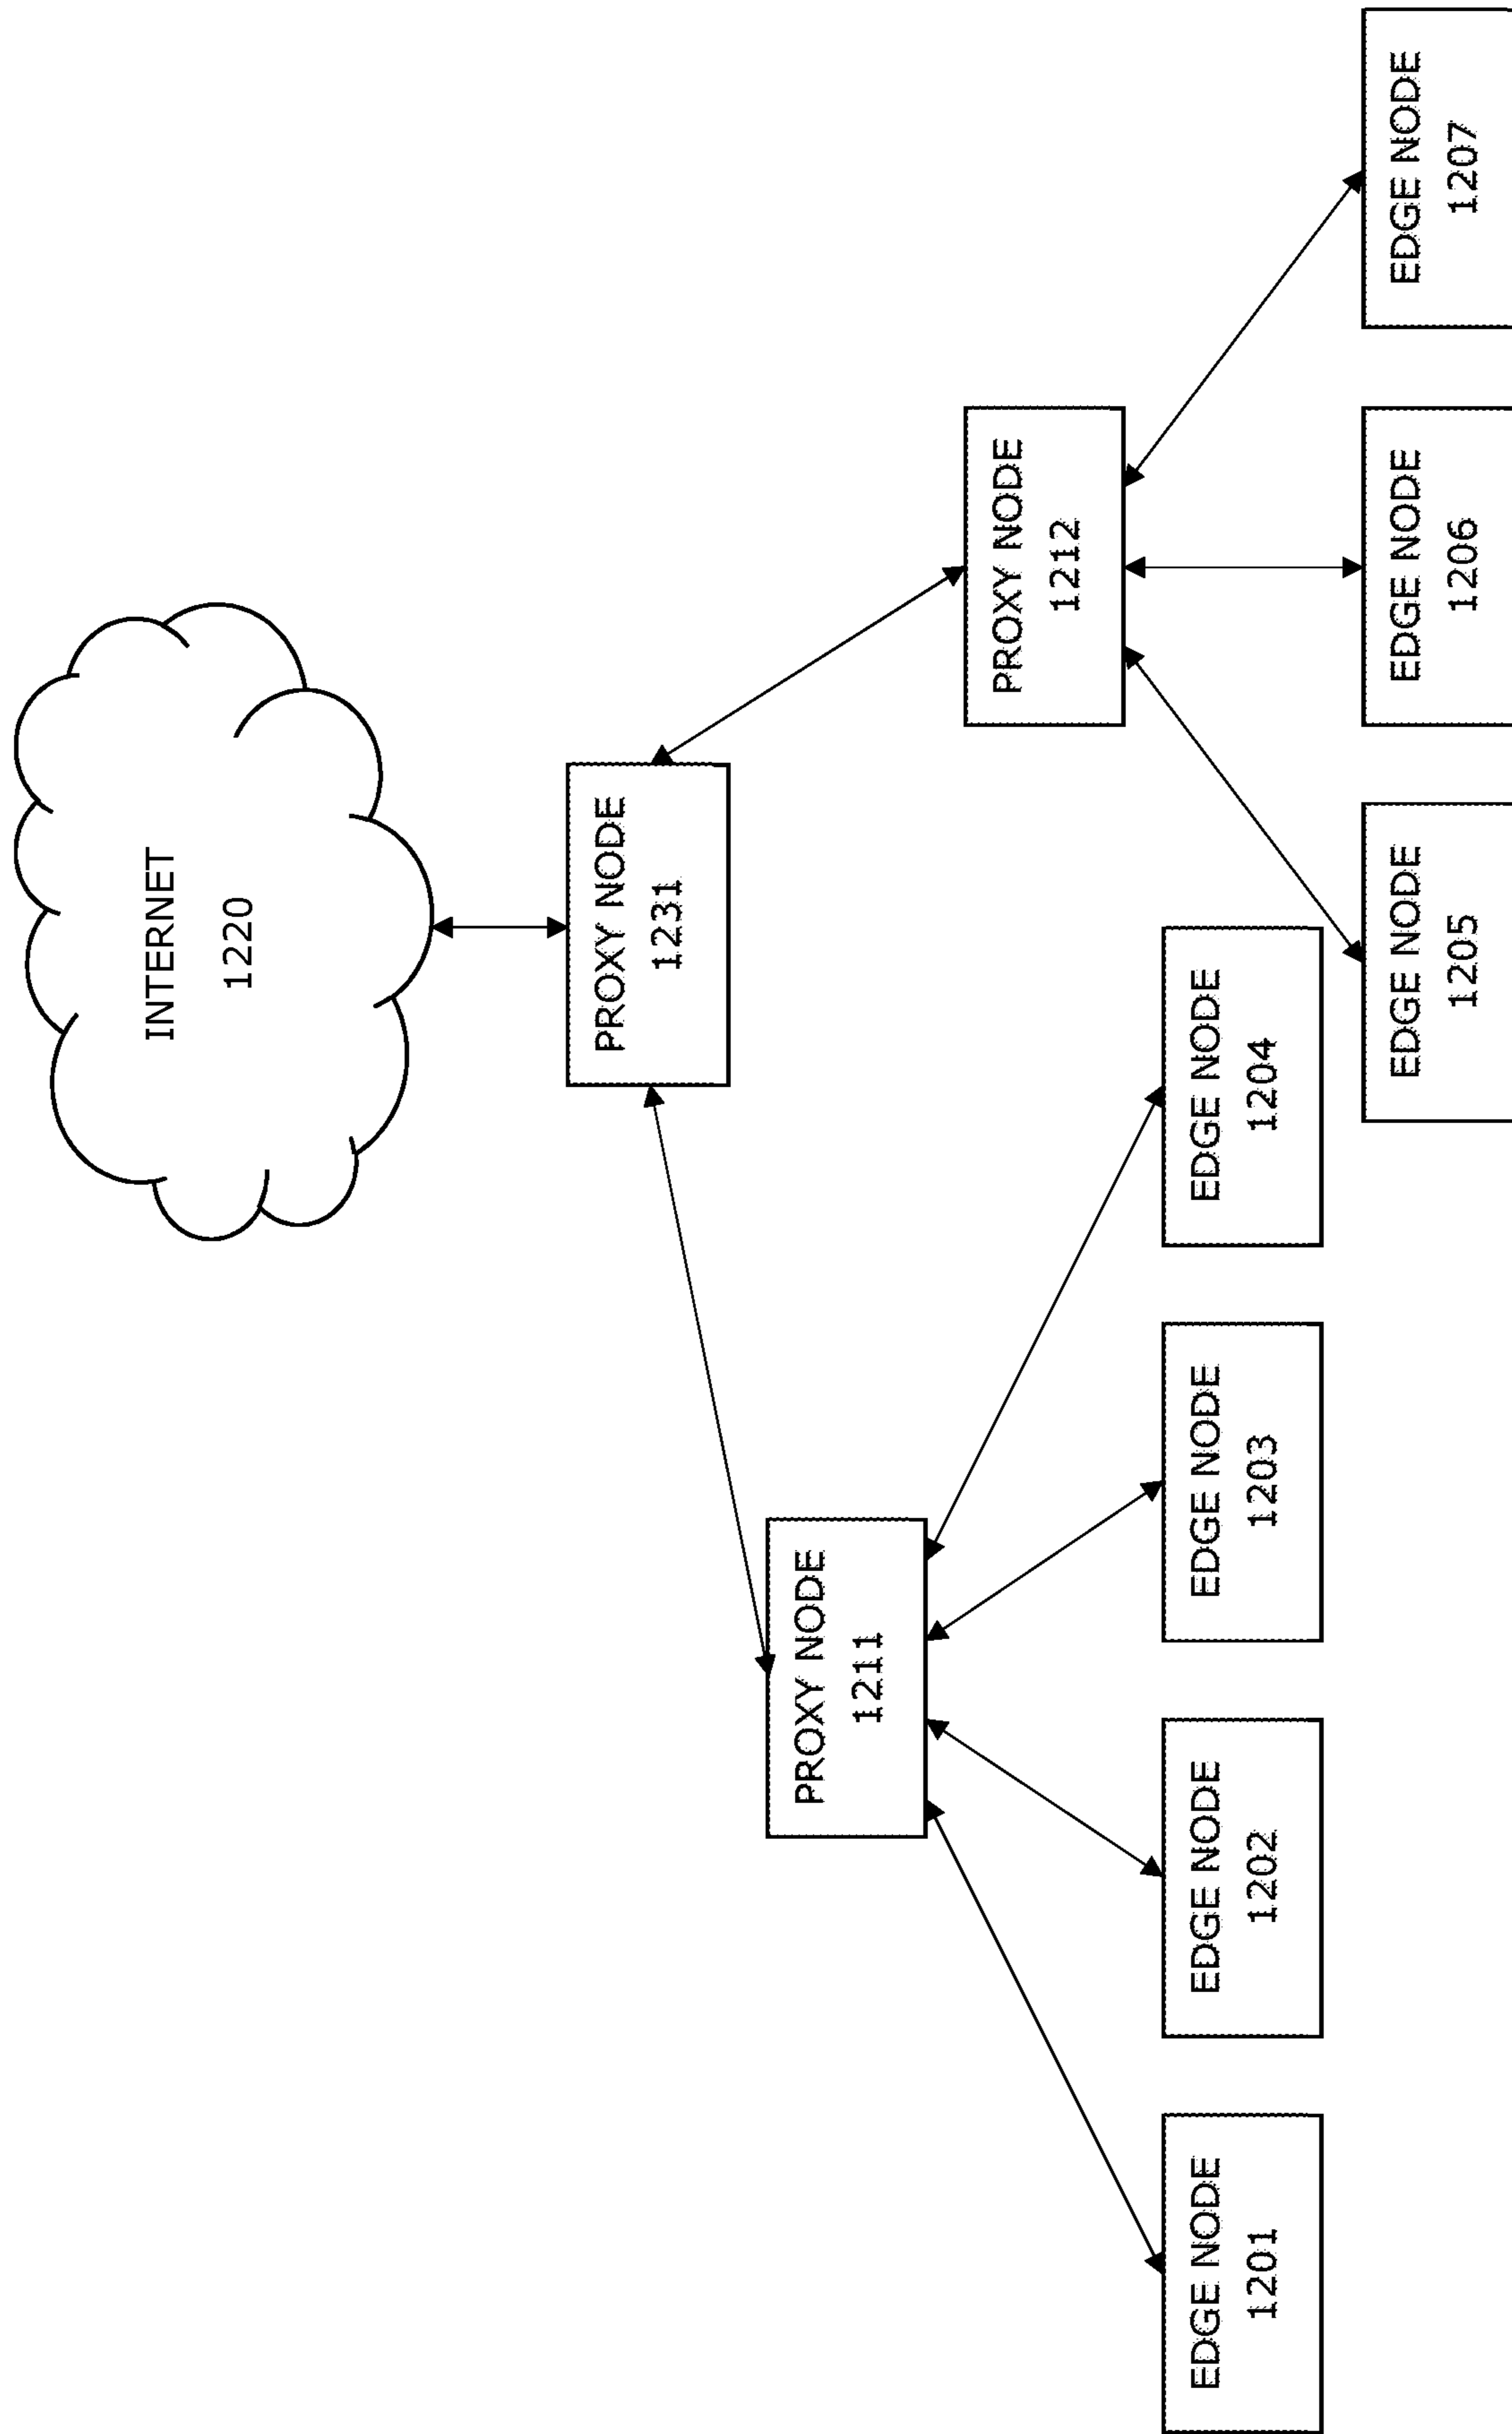 INTERNET
1220
PROXY NODE
1231
PROXY NODE
1211
PROXY NODE
1212
EDGE NODE
1201
EDGE NODE
1202
EDGE NODE
1203
EDGE NODE
1204
EDGE NODE
1205
EDGE NODE
1206
EDGE NODE
1207